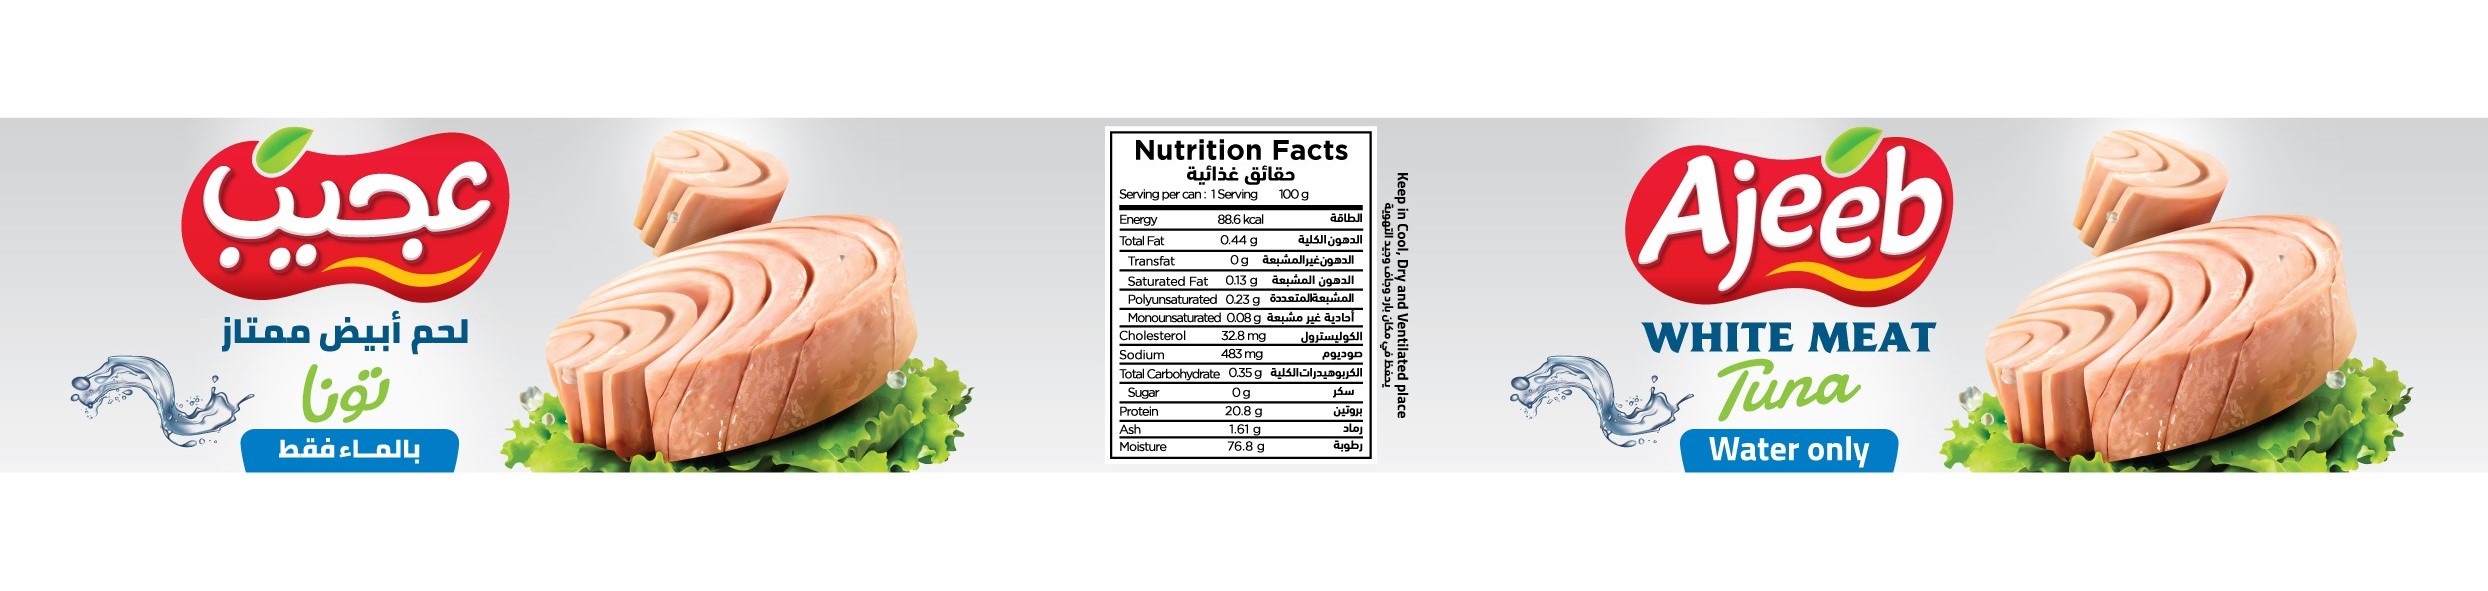 عجيب
لحم أبيض ممتاز
تونا
بالمـاء فقط
Nutrition Facts
حقائق غذائية
Serving per can : 1 Serving 100 g
Energy 88.6 kcal الطاقة
Total Fat 0.44 g الدهون الكلية
Transfat 0 g الدهون غير المشبعة
Saturated Fat 0.13 g الدهون المشبعة
Polyunsaturated 0.23 g المشبعة المتعددة
Monounsaturated 0.08 g أحادية غير مشبعة
Cholesterol 32.8 mg الكوليسترول
Sodium 483 mg صوديوم
Total Carbohydrate 0.35 g الكربوهيدرات الكلية
Sugar 0 g سكر
Protein 20.8 g بروتين
Ash 1.61 g رماد
Moisture 76.8 g رطوبة
Keep in Cool, Dry and Ventilated Place
يحفظ في مكان بارد وجاف وجيد التهوية
Ajeeb
WHITE MEAT
Tuna
Water only